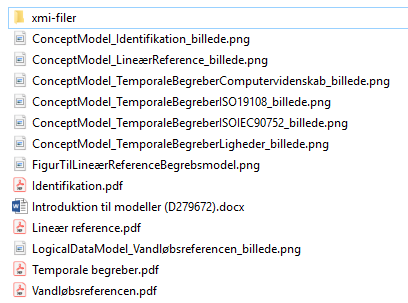 xmi-filer
ConceptModel_Identifikation_billede.png
ConceptModel_LineærReference_billede.png
ConceptModel_TemporaleBegreberComputervidenskab_billede.png
ConceptModel_TemporaleBegreberISO19108_billede.png
ConceptModel_TemporaleBegreberISOIEC90752_billede.png
ConceptModel_TemporaleBegreberLigheder_billede.png
FigurTilLineærReferenceBegrebsmodel.png
Identifikation.pdf
Introduktion til modeller (D279672).docx
Lineær reference.pdf
LogicalDataModel_Vandløbsreferencen_billede.png
Temporale begreber.pdf
Vandløbsreferencen.pdf